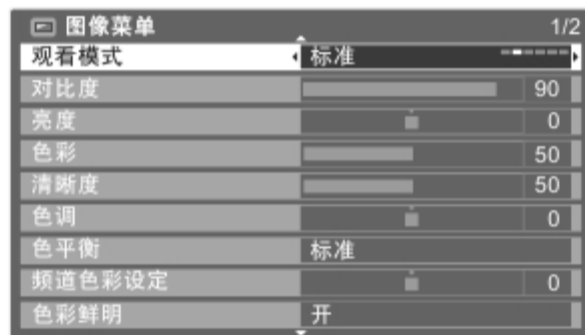 图像菜单 1/2
观看模式 标准
对比度 90
亮度 0
色彩 50
清晰度 50
色调 0
色平衡 标准
频道色彩设定 0
色彩鲜明 开